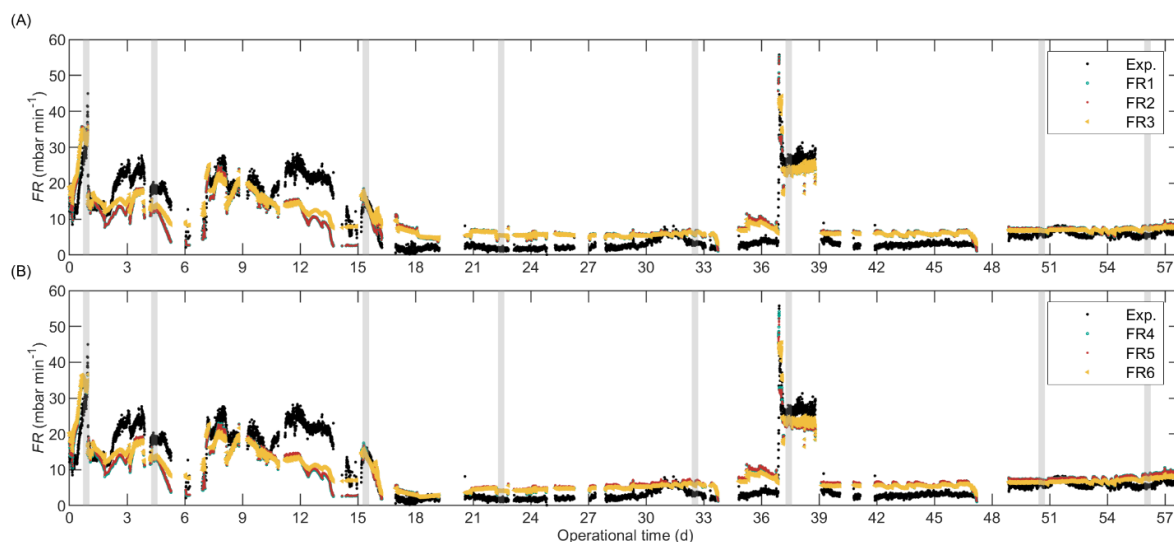 (A)
60
50
40
30
20
10
0
FR (mbar min⁻¹)
Exp.
FR1
FR2
FR3
0 3 6 9 12 15 18 21 24 27 30 33 36 39 42 45 48 51 54 57
(B)
60
50
40
30
20
10
0
FR (mbar min⁻¹)
Exp.
FR4
FR5
FR6
0 3 6 9 12 15 18 21 24 27 30 33 36 39 42 45 48 51 54 57
Operational time (d)